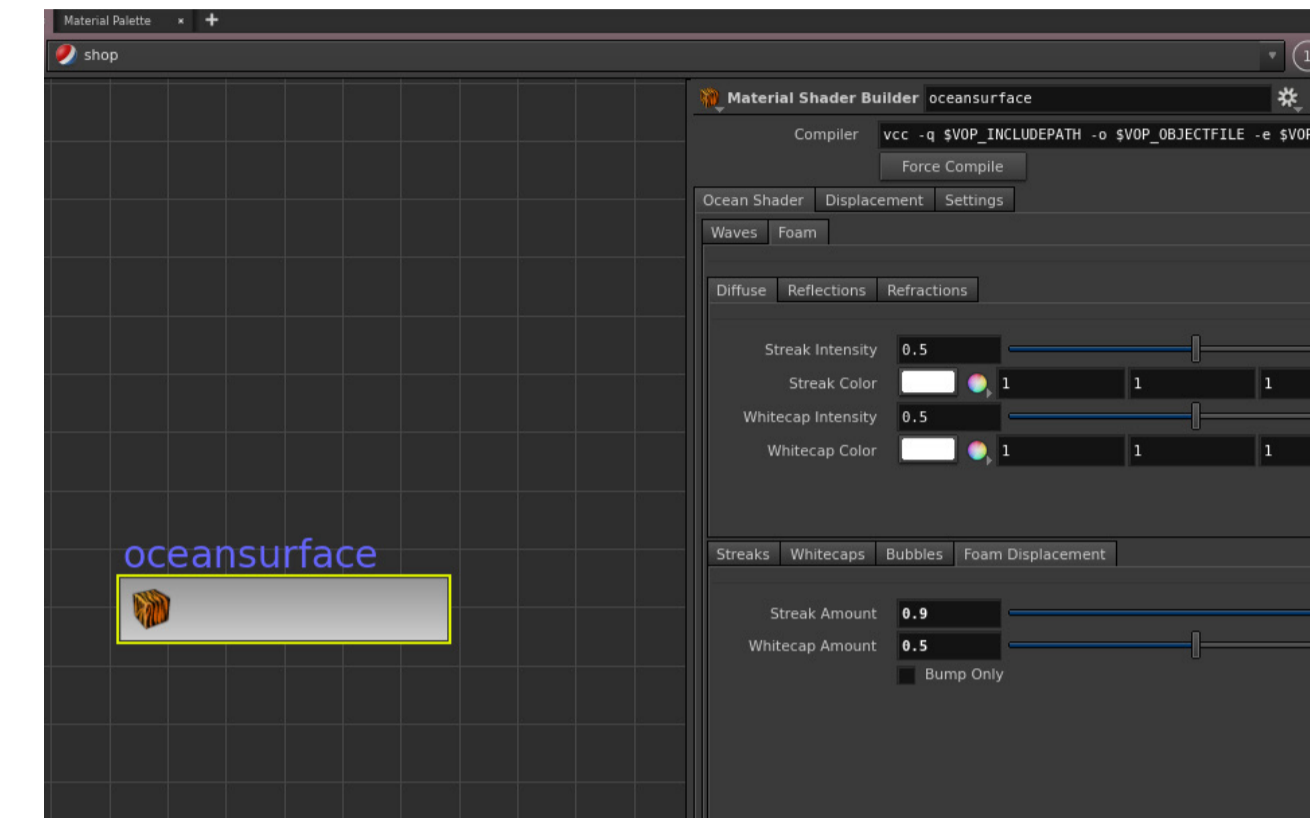 Material Palette × +
shop
1
Material Shader Builder oceansurface
Compiler vcc -q $VOP_INCLUDEPATH -o $VOP_OBJECTFILE -e $VOP
Force Compile
Ocean Shader Displacement Settings
Waves Foam
Diffuse Reflections Refractions
Streak Intensity 0.5
Streak Color 1 1 1
Whitecap Intensity 0.5
Whitecap Color 1 1 1
oceansurface
Streaks Whitecaps Bubbles Foam Displacement
Streak Amount 0.9
Whitecap Amount 0.5
Bump Only